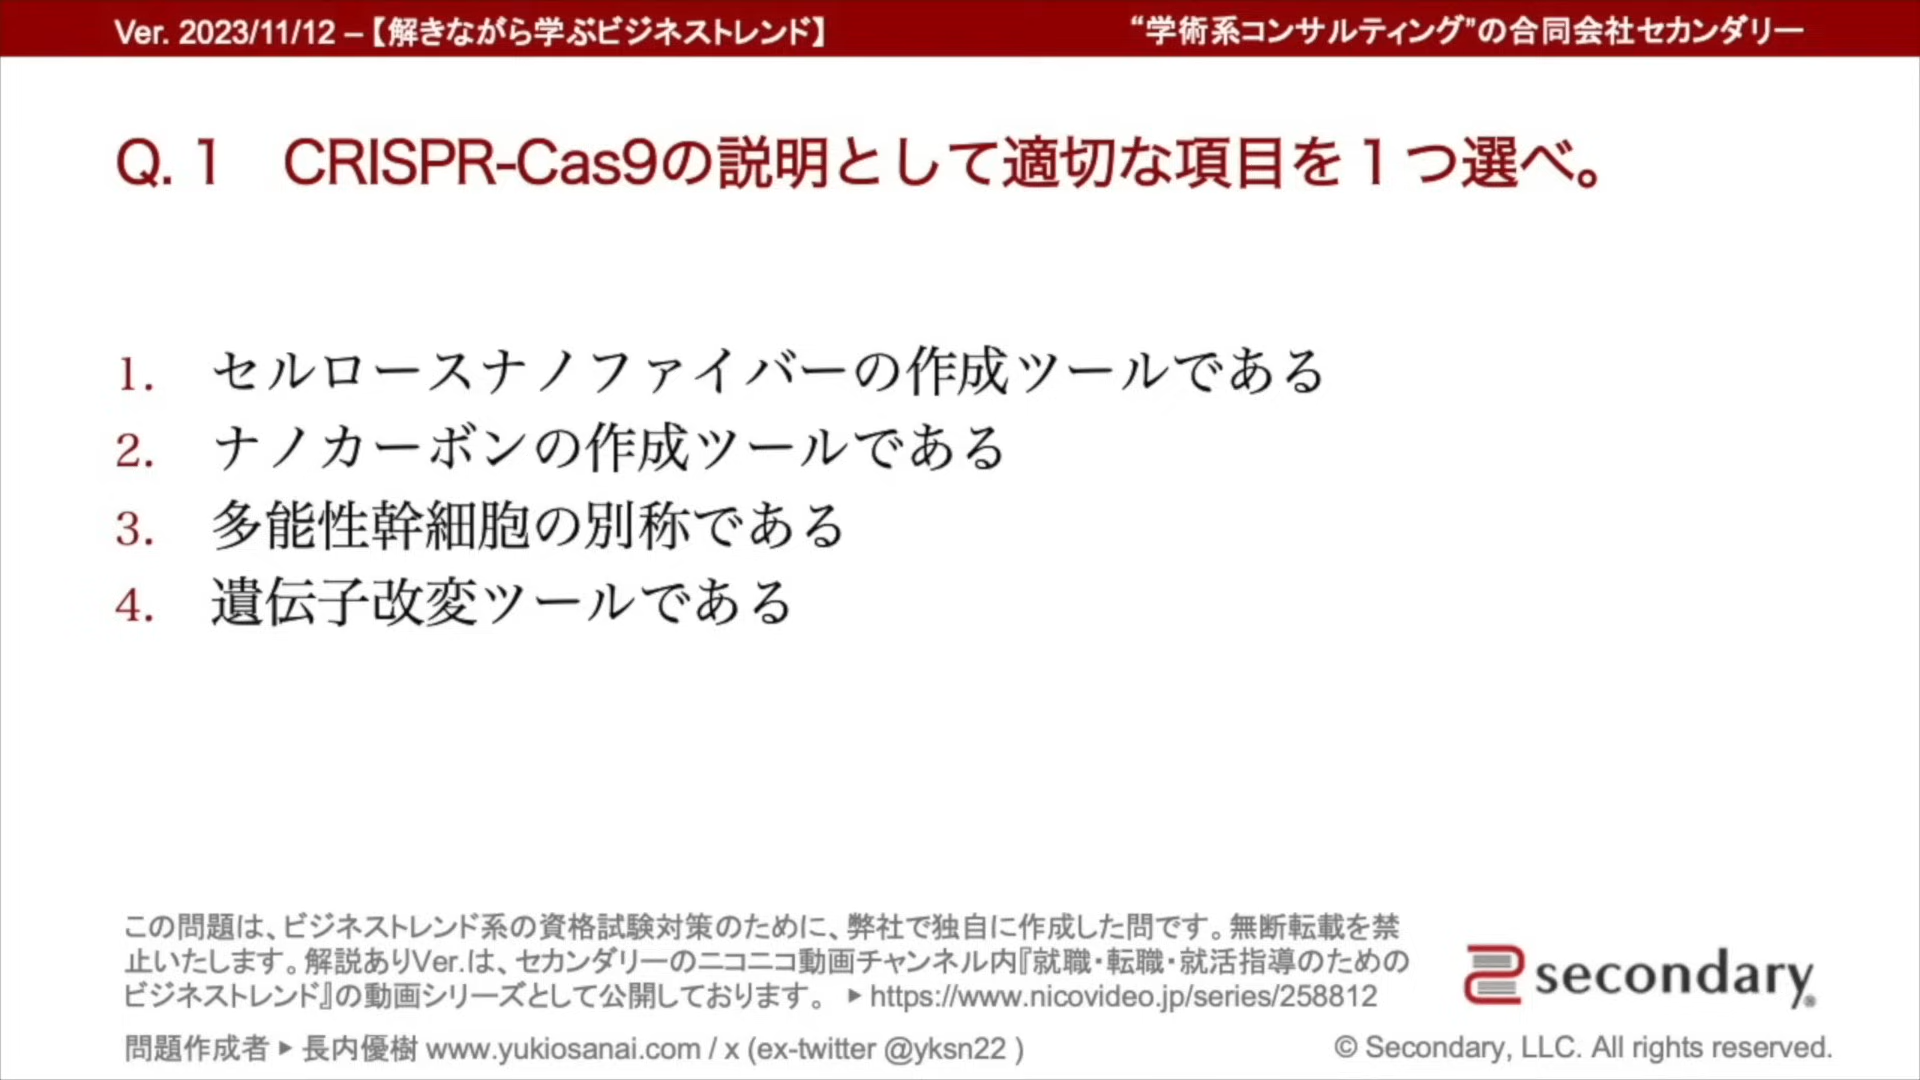 Ver. 2023/11/12 – 【解きながら学ぶビジネストレンド】
“学術系コンサルティング”の合同会社セカンダリー
Q. 1　CRISPR-Cas9の説明として適切な項目を1つ選べ。
1. セルロースナノファイバーの作成ツールである
2. ナノカーボンの作成ツールである
3. 多能性幹細胞の別称である
4. 遺伝子改変ツールである
この問題は、ビジネストレンド系の資格試験対策のために、弊社で独自に作成した問です。無断転載を禁
止いたします。解説ありVer.は、セカンダリーのニコニコ動画チャンネル内『就職・転職・就活指導のための
ビジネストレンド』の動画シリーズとして公開しております。 ▶ https://www.nicovideo.jp/series/258812
secondary®
問題作成者 ▶ 長内優樹 www.yukiosanai.com / x (ex-twitter @yksn22 )
© Secondary, LLC. All rights reserved.